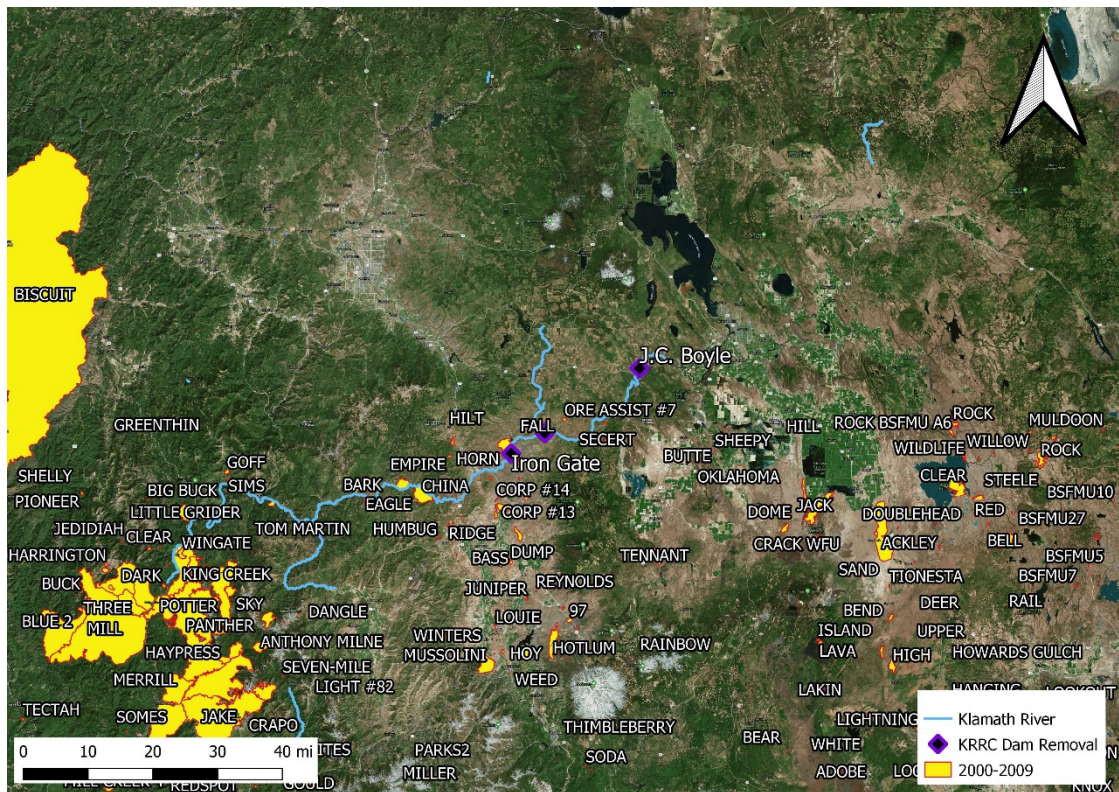 J.C. Boyle
BISCUIT
ORE ASSIST #7
HILT
FALL
SECERT
HILL
ROCK
BSFMU A6
ROCK
MULDOON
GREENTHIN
SHEEPY
WILDLIFE
WILLOW
ROCK
BUTTE
EMPIRE
HORN
Iron Gate
OKLAHOMA
CLEAR
STEELE
SHELLY
GOFF
SIMS
BARK
CHINA
CORP #14
BSFMU10
PIONEER
BIG BUCK
EAGLE
CORP #13
DOME
JACK
DOUBLEHEAD
RED
BSFMU27
LITTLE GRIDER
JEDIDIAH
TOM MARTIN
HUMBUG
RIDGE
CLEAR
WINGATE
CRACK
WFU
ACKLEY
BELL
HARRINGTON
BASS
DUMP
TENNANT
BSFMU5
BUCK
DARK
KING CREEK
SAND
TIONESTA
BSFMU7
JUNIPER
REYNOLDS
THREE
POTTER
SKY
DANGLE
LOUIE
97
BEND
DEER
RAIL
BLUE 2
MILL
PANTHER
ANTHONY MILNE
WINTERS
ISLAND
UPPER
HAYPRESS
MUSSOLINI
HOY
HOTLUM
RAINBOW
LAVA
HIGH
HOWARDS GULCH
SEVEN-MILE
MERRILL
LIGHT #82
WEED
LAKIN
HANGING
LOOKOUT
TECTAH
SOMES
JAKE
CRAPO
THIMBLEBERRY
BEAR
LIGHTNING
WHITE
PARKS2
SODA
MILLER
ADOBE
GOULD
REDSPOT
KNOX
0 10 20 30 40 mi
Klamath River
KRRC Dam Removal
2000-2009